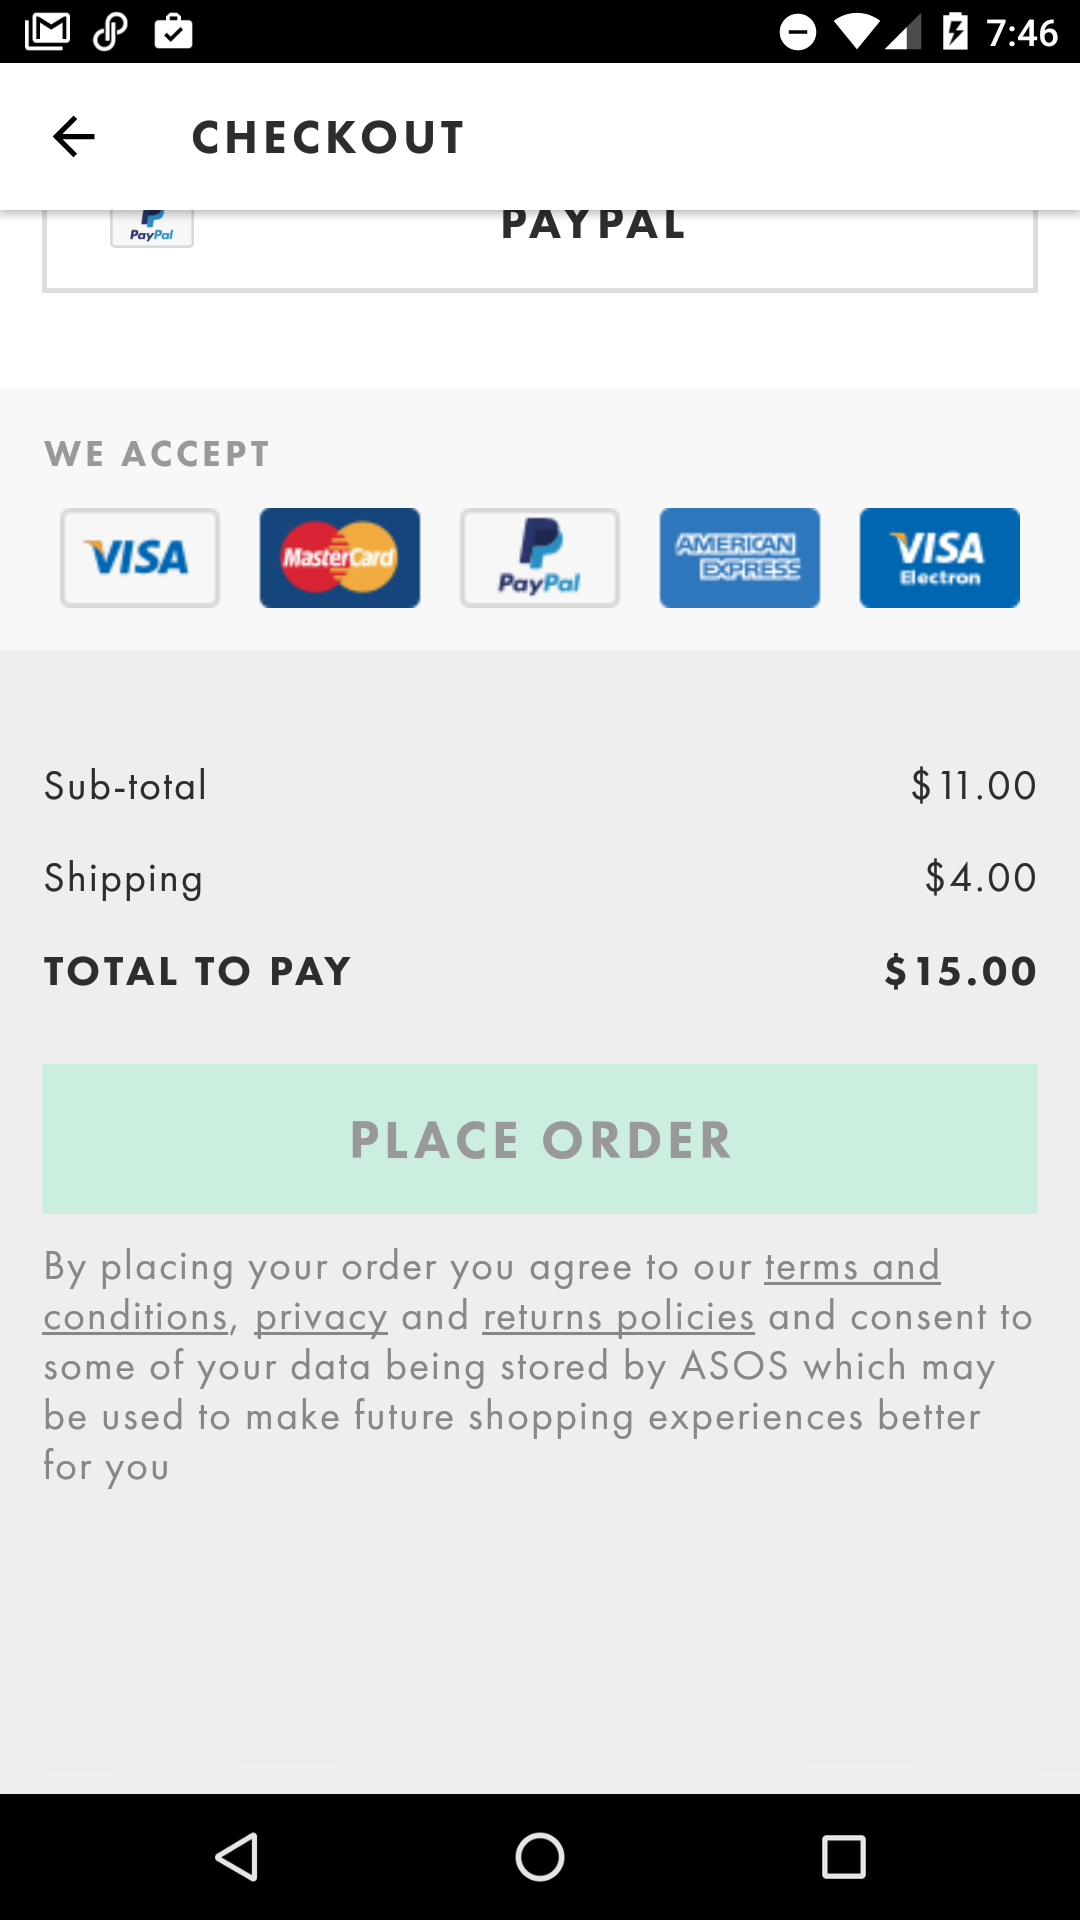 7:46
CHECKOUT
PayPal PAYPAL
WE ACCEPT
VISA MasterCard PayPal AMERICAN EXPRESS VISA Electron
Sub-total $11.00
Shipping $4.00
TOTAL TO PAY $15.00
PLACE ORDER
By placing your order you agree to our terms and
conditions, privacy and returns policies and consent to
some of your data being stored by ASOS which may
be used to make future shopping experiences better
for you